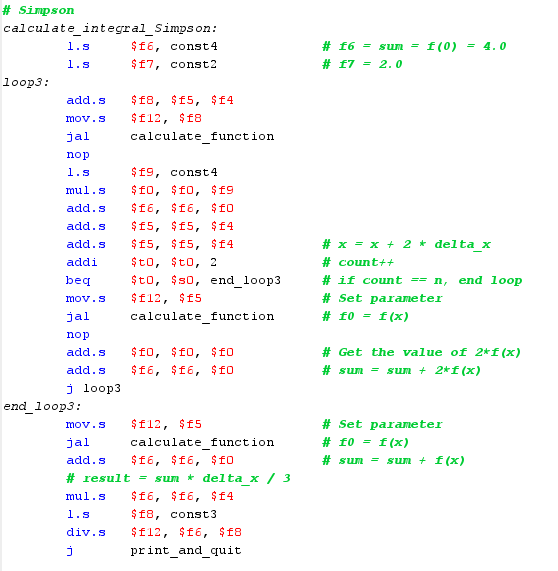 # Simpson
calculate_integral_Simpson:
l.s $f6, const4 # f6 = sum = f(0) = 4.0
l.s $f7, const2 # f7 = 2.0
loop3:
add.s $f8, $f5, $f4
mov.s $f12, $f8
jal calculate_function
nop
l.s $f9, const4
mul.s $f0, $f0, $f9
add.s $f6, $f6, $f0
add.s $f5, $f5, $f4
add.s $f5, $f5, $f4 # x = x + 2 * delta_x
addi $t0, $t0, 2 # count++
beq $t0, $s0, end_loop3 # if count == n, end loop
mov.s $f12, $f5 # Set parameter
jal calculate_function # f0 = f(x)
nop
add.s $f0, $f0, $f0 # Get the value of 2*f(x)
add.s $f6, $f6, $f0 # sum = sum + 2*f(x)
j loop3
end_loop3:
mov.s $f12, $f5 # Set parameter
jal calculate_function # f0 = f(x)
add.s $f6, $f6, $f0 # sum = sum + f(x)
# result = sum * delta_x / 3
mul.s $f6, $f6, $f4
l.s $f8, const3
div.s $f12, $f6, $f8
j print_and_quit